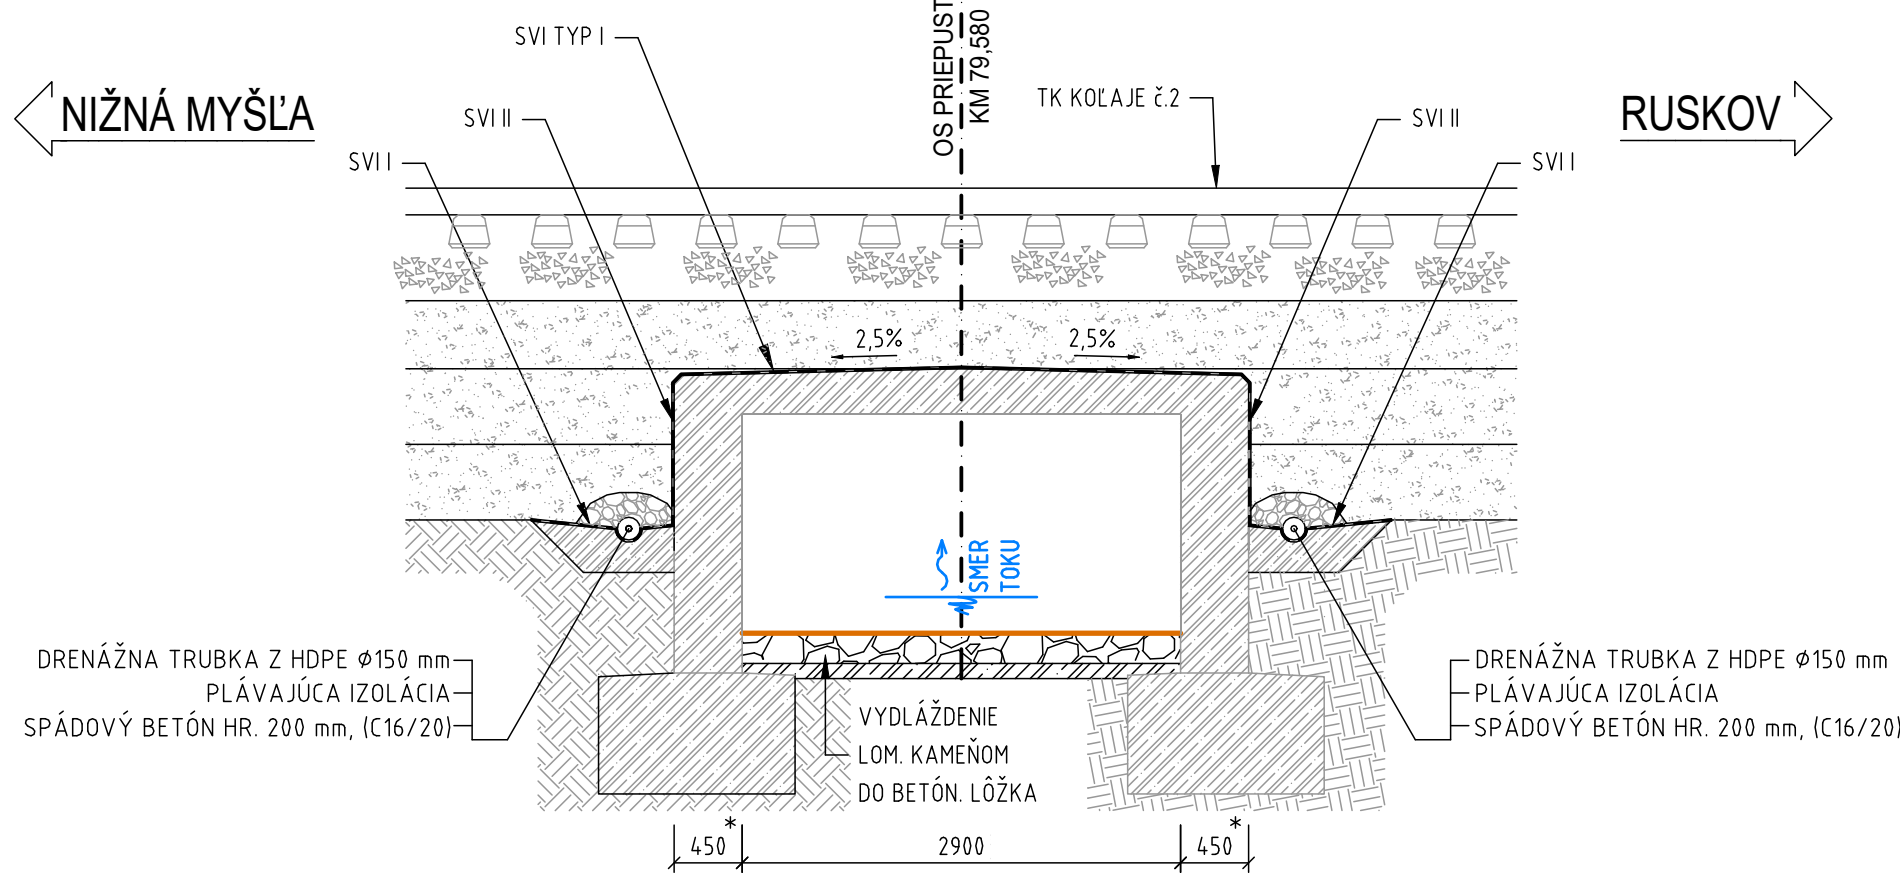 OS PRIEPUST
KM 79,580
SVI TYP I
TK KOĽAJE č.2
NIŽNÁ MYŠĽA
RUSKOV
SVI II
SVI II
SVI I
SVI I
2,5%
2,5%
SMER
TOKU
DRENÁŽNA TRUBKA Z HDPE Ø150 mm
PLÁVAJÚCA IZOLÁCIA
SPÁDOVÝ BETÓN HR. 200 mm, (C16/20)
DRENÁŽNA TRUBKA Z HDPE Ø150 mm
PLÁVAJÚCA IZOLÁCIA
SPÁDOVÝ BETÓN HR. 200 mm, (C16/20)
VYDLÁŽDENIE
LOM. KAMEŇOM
DO BETÓN. LÔŽKA
450*
2900
450*